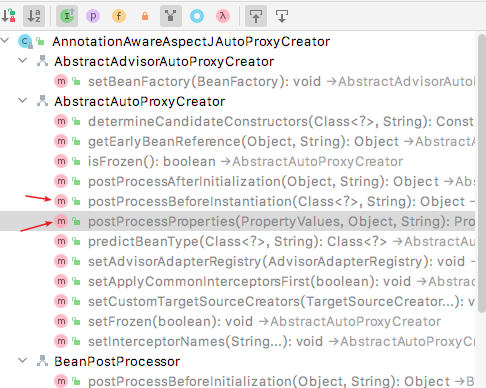 AnnotationAwareAspectJAutoProxyCreator
AbstractAdvisorAutoProxyCreator
setBeanFactory(BeanFactory): void →AbstractAdvisorAuto
AbstractAutoProxyCreator
determineCandidateConstructors(Class<?>, String): Const
getEarlyBeanReference(Object, String): Object →Abstract
isFrozen(): boolean →AbstractAutoProxyCreator
postProcessAfterInitialization(Object, String): Object →Ab
postProcessBeforeInstantiation(Class<?>, String): Object →
postProcessProperties(PropertyValues, Object, String): Pro
predictBeanType(Class<?>, String): Class<?> →AbstractAu
setAdvisorAdapterRegistry(AdvisorAdapterRegistry): void
setApplyCommonInterceptorsFirst(boolean): void →Abstra
setCustomTargetSourceCreators(TargetSourceCreator...): v
setFrozen(boolean): void →AbstractAutoProxyCreator
setInterceptorNames(String...): void →AbstractAutoProxyC
BeanPostProcessor
postProcessBeforeInitialization(Object, String): Object →B